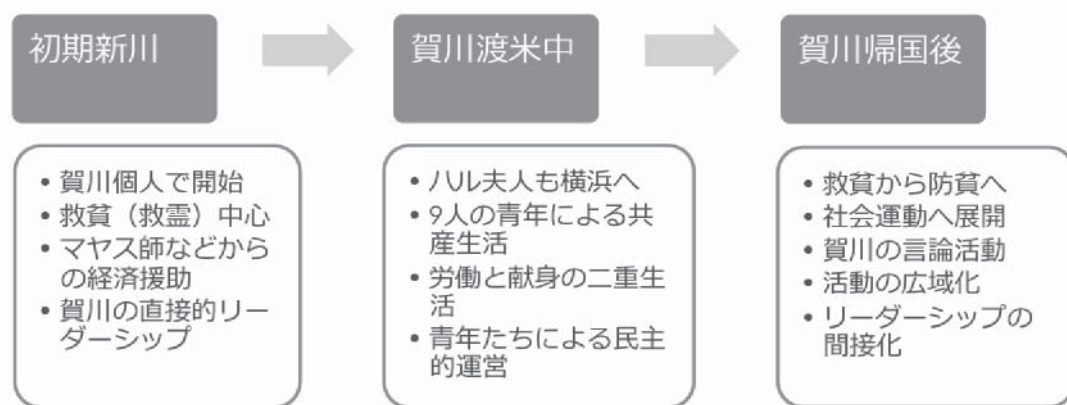 初期新川
賀川渡米中
賀川帰国後
• 賀川個人で開始
• 救貧（救霊）中心
• マヤス師などから
の経済援助
• 賀川の直接的リー
ダーシップ
• ハル夫人も横浜へ
• 9人の青年による共
産生活
• 労働と献身の二重生
活
• 青年たちによる民主
的運営
• 救貧から防貧へ
• 社会運動へ展開
• 賀川の言論活動
• 活動の広域化
• リーダーシップの
間接化